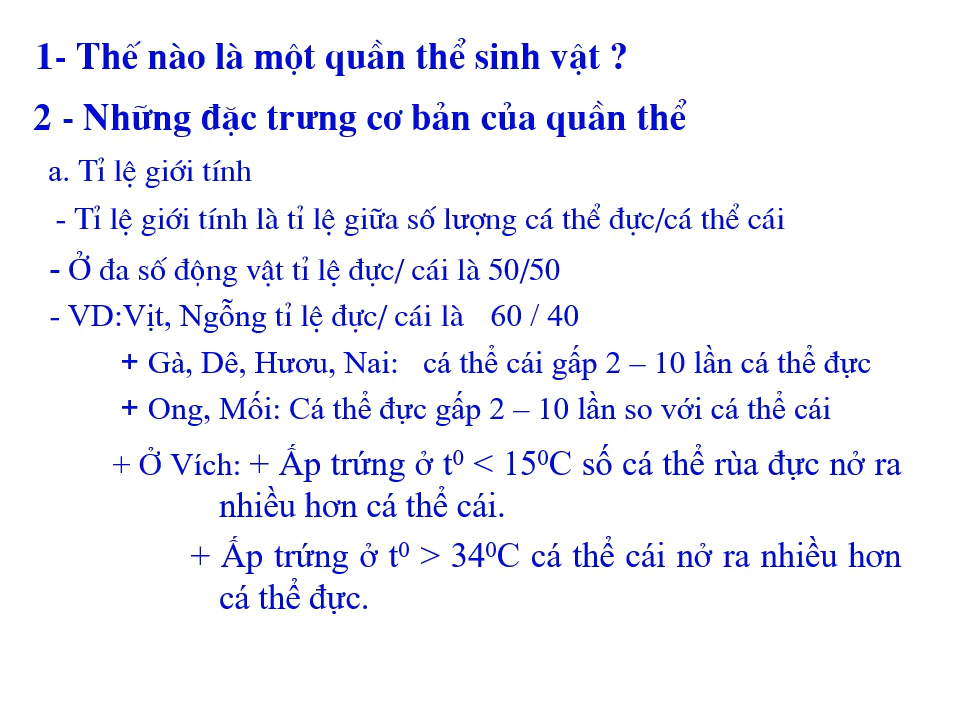 1- Thế nào là một quần thể sinh vật ?
2 - Những đặc trưng cơ bản của quần thể
a. Tỉ lệ giới tính
- Tỉ lệ giới tính là tỉ lệ giữa số lượng cá thể đực/cá thể cái
- Ở đa số động vật tỉ lệ đực/ cái là 50/50
- VD:Vịt, Ngỗng tỉ lệ đực/ cái là 60 / 40
+ Gà, Dê, Hươu, Nai: cá thể cái gấp 2 – 10 lần cá thể đực
+ Ong, Mối: Cá thể đực gấp 2 – 10 lần so với cá thể cái
+ Ở Vích: + Ấp trứng ở t⁰ < 15⁰C số cá thể rùa đực nở ra
nhiều hơn cá thể cái.
+ Ấp trứng ở t⁰ > 34⁰C cá thể cái nở ra nhiều hơn
cá thể đực.